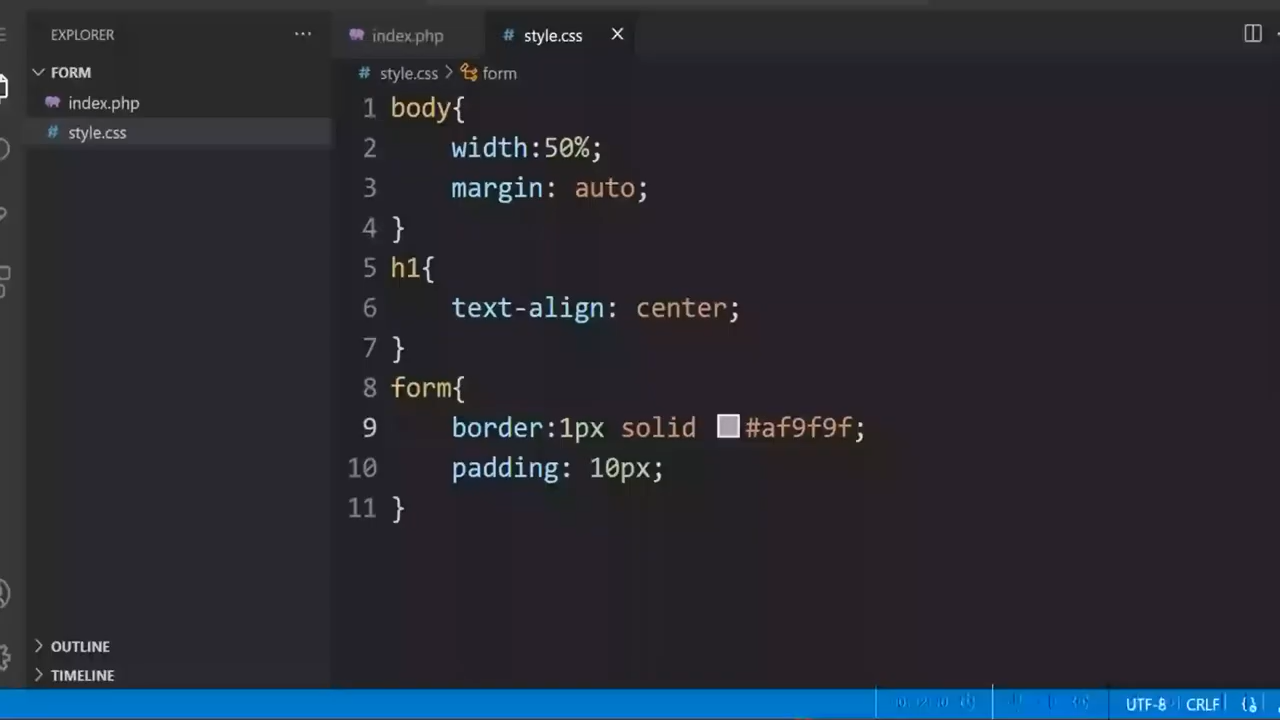 EXPLORER
...
index.php
style.css
FORM
style.css > form
index.php
style.css
1 body{
2     width:50%;
3     margin: auto;
4 }
5 h1{
6     text-align: center;
7 }
8 form{
9     border:1px solid #af9f9f;
10     padding: 10px;
11 }
OUTLINE
TIMELINE
UTF-8
CRLF